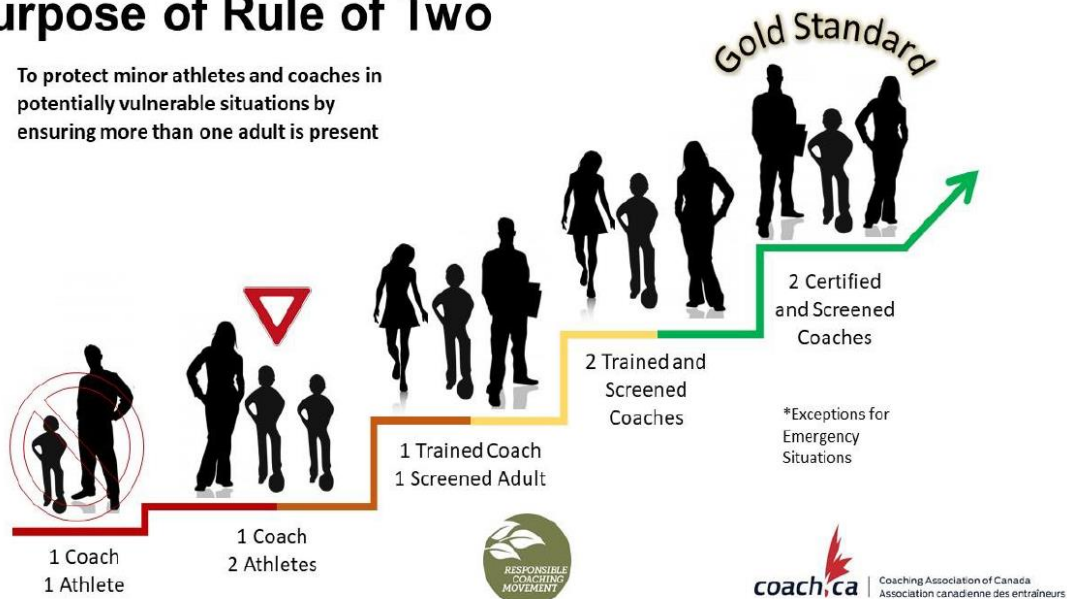 urpose of Rule of Two
To protect minor athletes and coaches in
potentially vulnerable situations by
ensuring more than one adult is present
Gold Standard
2 Certified
and Screened
Coaches
2 Trained and
Screened
Coaches
*Exceptions for
Emergency
Situations
1 Trained Coach
1 Screened Adult
1 Coach
2 Athletes
1 Coach
1 Athlete
RESPONSIBLE
COACHING
MOVEMENT
coach.ca
Coaching Association of Canada
Association canadienne des entraîneurs